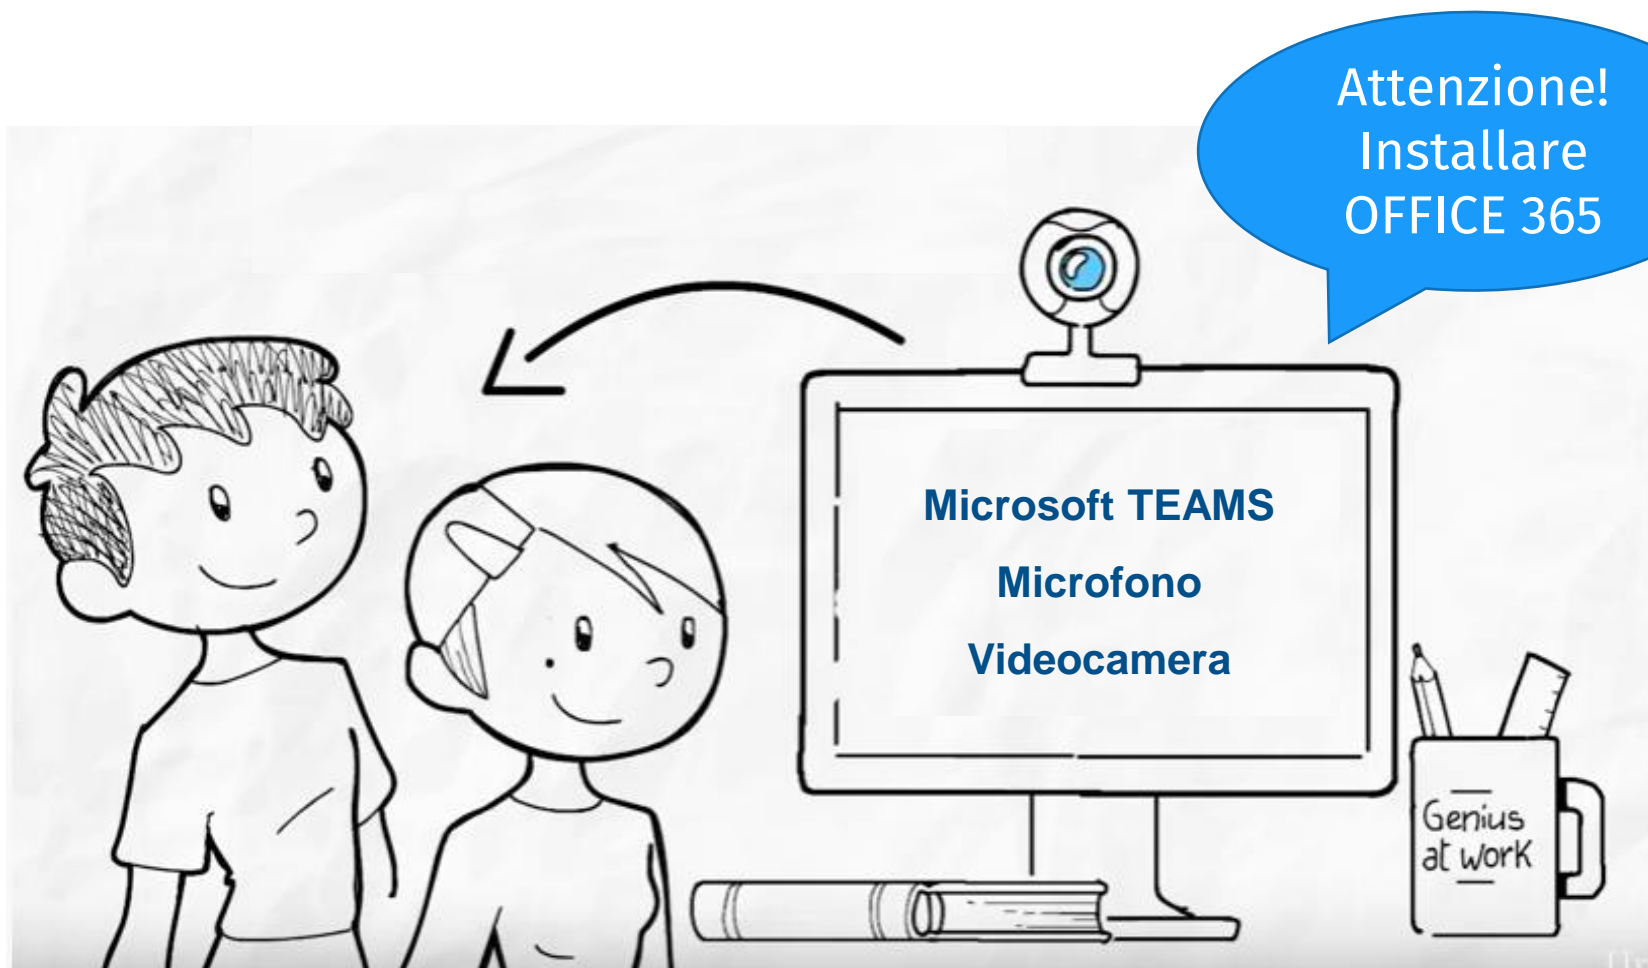 Attenzione!
Installare
OFFICE 365
Microsoft TEAMS
Microfono
Videocamera
Genius
at work